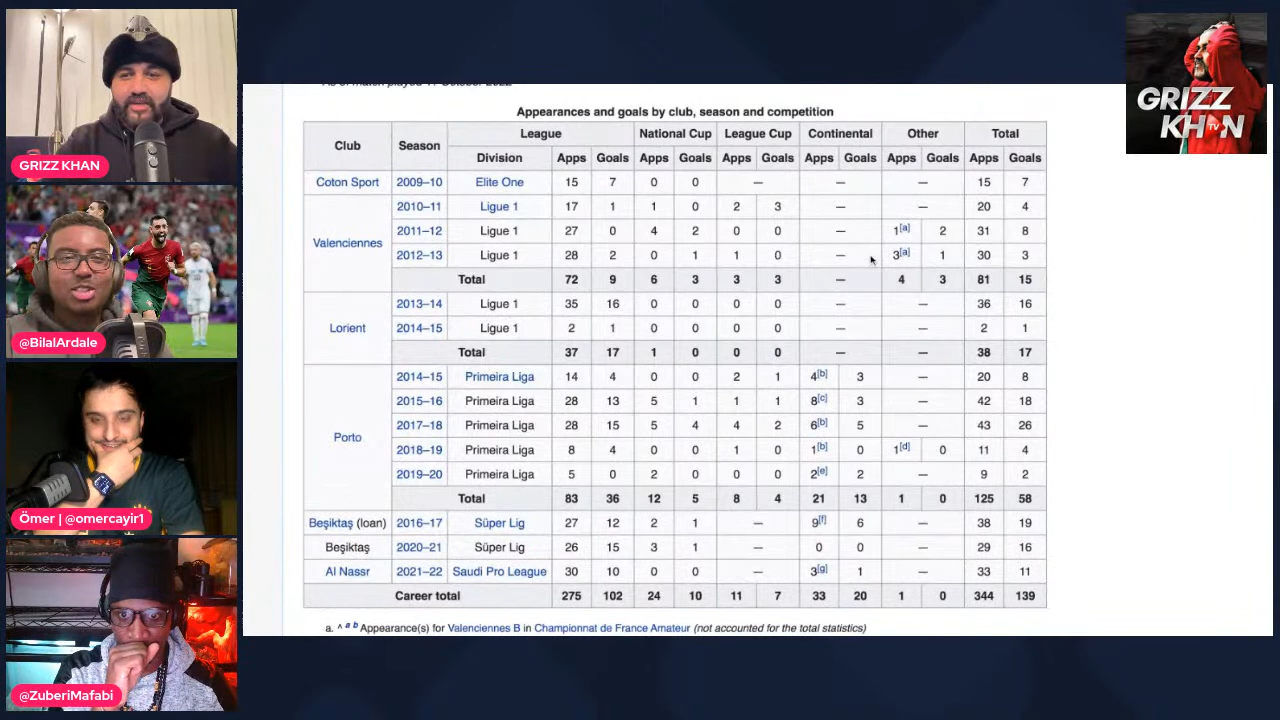 GRIZZ KHAN
@BilalArdale
Ömer | @omercayir1
@ZuberiMafabi
GRIZZ
KH TV N
Appearances and goals by club, season and competition
Club Season League National Cup League Cup Continental Other Total
Division Apps Goals Apps Goals Apps Goals Apps Goals Apps Goals Apps Goals
Coton Sport 2009–10 Elite One 15 7 0 0 — — — 15 7
Valenciennes 2010–11 Ligue 1 17 1 1 0 2 3 — — 20 4
2011–12 Ligue 1 27 0 4 2 0 0 — 1[a] 2 31 8
2012–13 Ligue 1 28 2 0 1 1 0 — 3[a] 1 30 3
Total 72 9 6 3 3 3 — 4 3 81 15
Lorient 2013–14 Ligue 1 35 16 0 0 0 0 — — 36 16
2014–15 Ligue 1 2 1 0 0 0 0 — — 2 1
Total 37 17 1 0 0 0 — — 38 17
Porto 2014–15 Primeira Liga 14 4 0 0 2 1 4[b] 3 — 20 8
2015–16 Primeira Liga 28 13 5 1 1 1 8[c] 3 — 42 18
2017–18 Primeira Liga 28 15 5 4 4 2 6[b] 5 — 43 26
2018–19 Primeira Liga 8 4 0 0 1 0 1[b] 0 1[d] 0 11 4
2019–20 Primeira Liga 5 0 2 0 0 0 2[e] 2 — 9 2
Total 83 36 12 5 8 4 21 13 1 0 125 58
Beşiktaş (loan) 2016–17 Süper Lig 27 12 2 1 — 9[f] 6 — 38 19
Beşiktaş 2020–21 Süper Lig 26 15 3 1 — 0 0 — 29 16
Al Nassr 2021–22 Saudi Pro League 30 10 0 0 — 3[g] 1 — 33 11
Career total 275 102 24 10 11 7 33 20 1 0 344 139
a. ^ a b Appearance(s) for Valenciennes B in Championnat de France Amateur (not accounted for the total statistics)